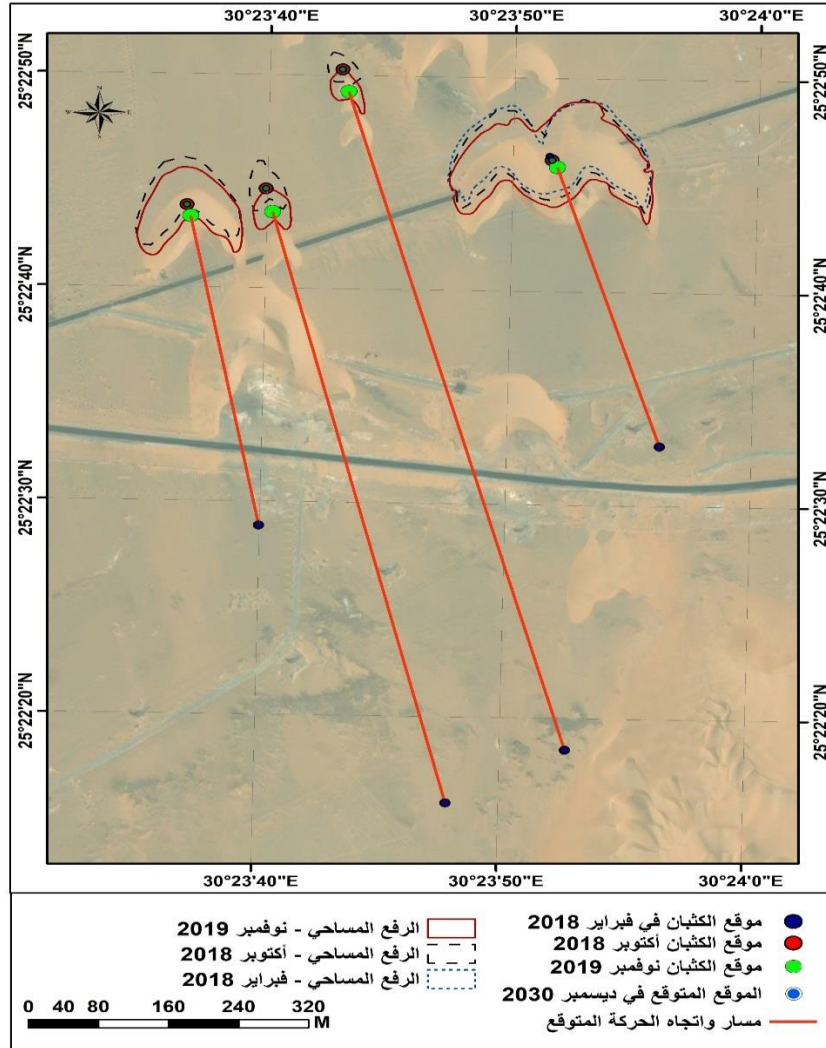 30°23'40"E 30°23'50"E 30°24'0"E
25°22'50"N 25°22'50"N
N
W E
S
25°22'40"N 25°22'40"N
25°22'30"N 25°22'30"N
25°22'20"N 25°22'20"N
30°23'40"E 30°23'50"E 30°24'0"E
موقع الكثبان في فبراير 2018
موقع الكثبان أكتوبر 2018
موقع الكثبان نوفمبر 2019
الموقع المتوقع في ديسمبر 2030
مسار واتجاه الحركة المتوقع
الرفع المساحي - نوفمبر 2019
الرفع المساحي - أكتوبر 2018
الرفع المساحي - فبراير 2018
0 40 80 160 240 320
M